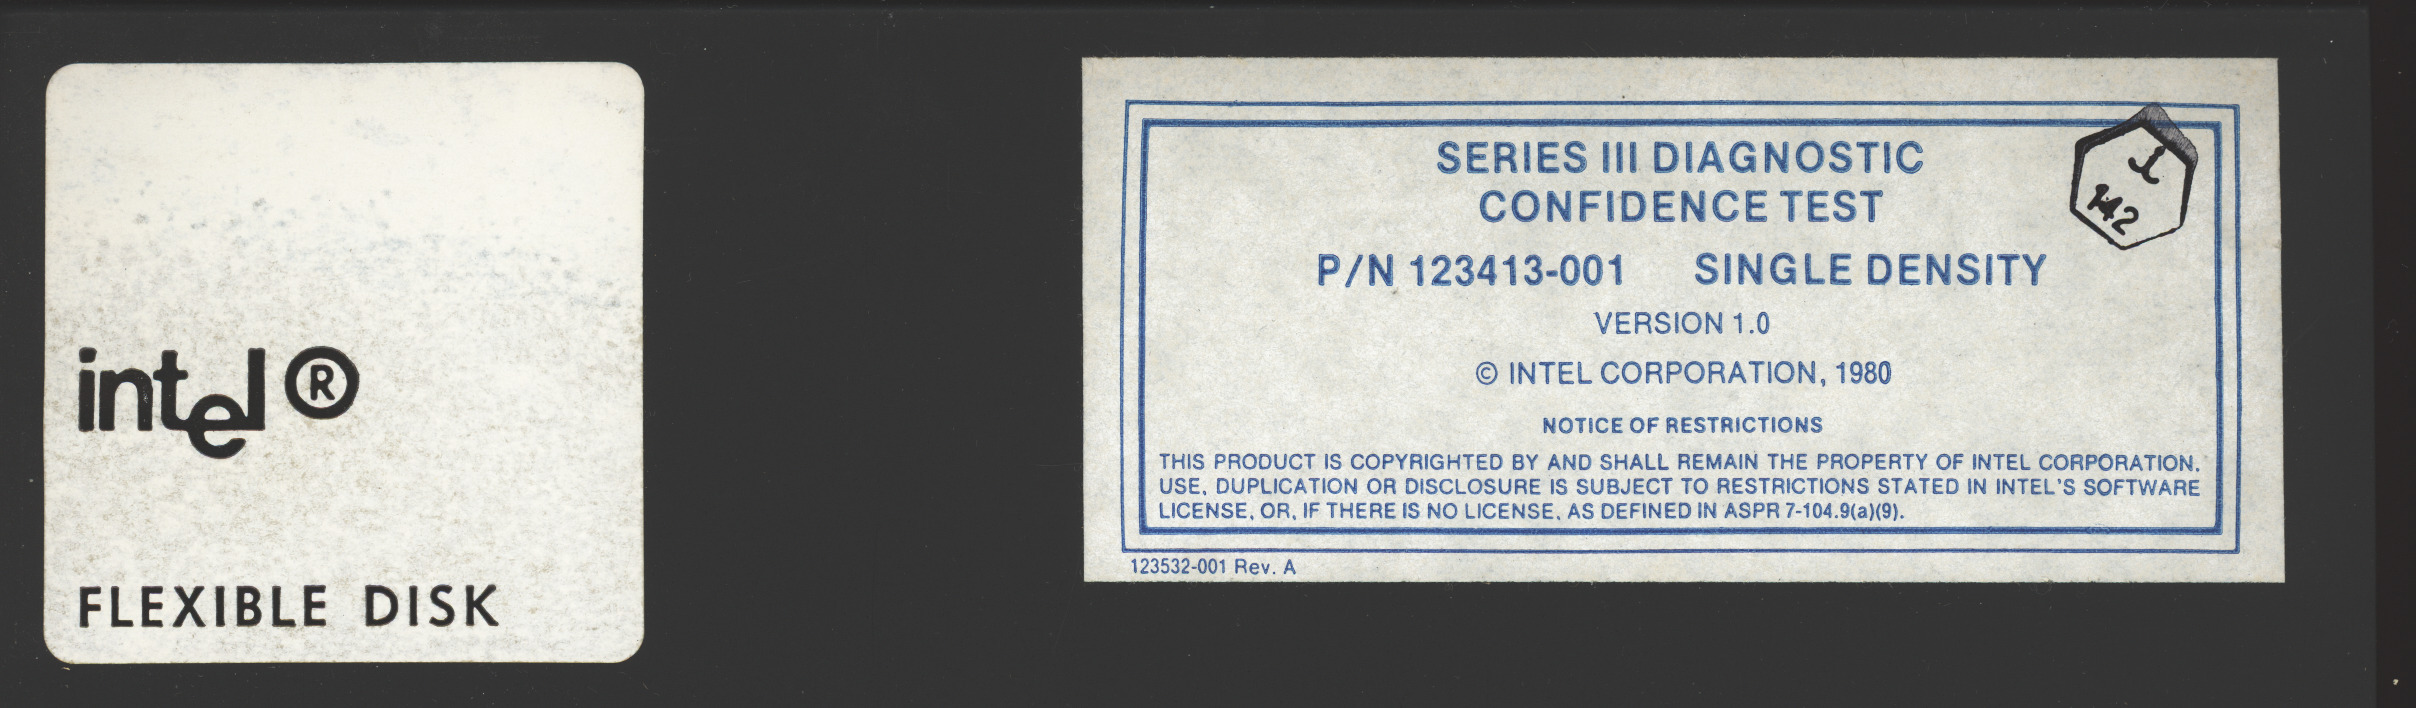 intel ®
FLEXIBLE DISK
SERIES III DIAGNOSTIC
CONFIDENCE TEST
P/N 123413-001 SINGLE DENSITY
VERSION 1.0
© INTEL CORPORATION, 1980
NOTICE OF RESTRICTIONS
THIS PRODUCT IS COPYRIGHTED BY AND SHALL REMAIN THE PROPERTY OF INTEL CORPORATION.
USE, DUPLICATION OR DISCLOSURE IS SUBJECT TO RESTRICTIONS STATED IN INTEL'S SOFTWARE
LICENSE, OR, IF THERE IS NO LICENSE, AS DEFINED IN ASPR 7-104.9(a)(9).
123532-001 Rev. A
142